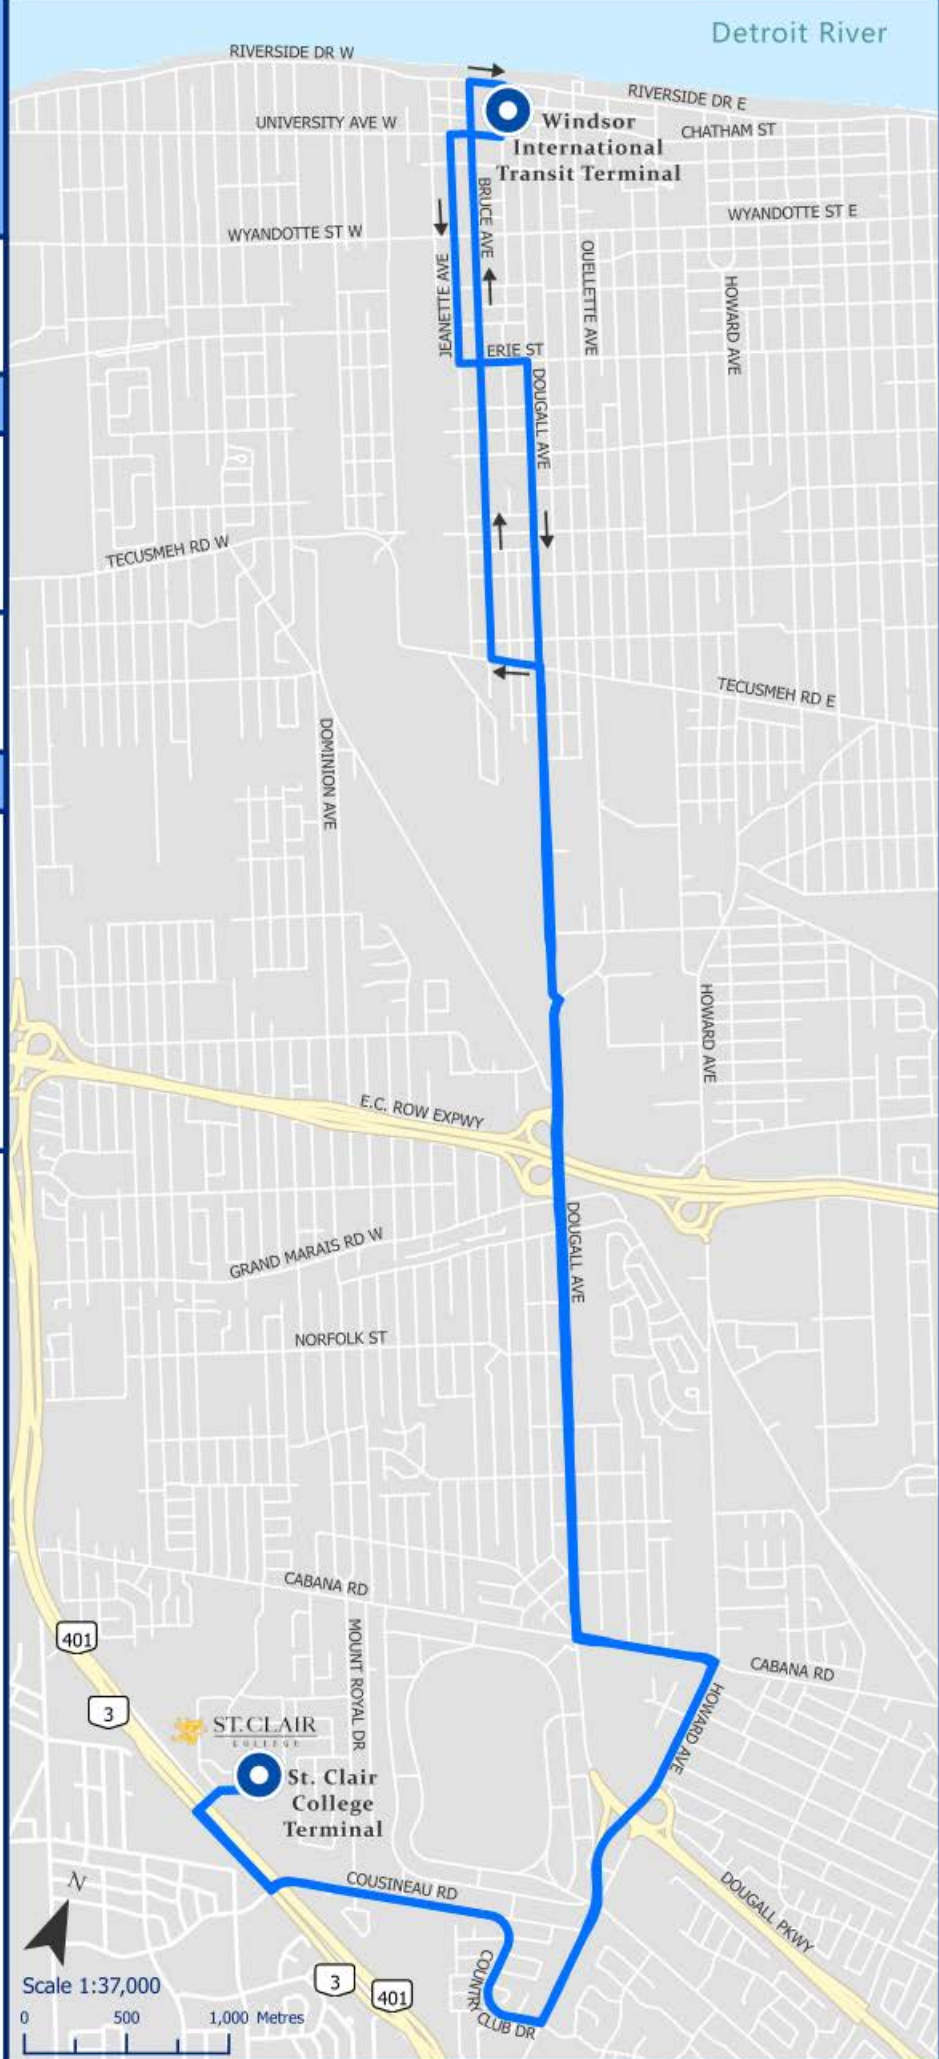 Detroit River
RIVERSIDE DR W
RIVERSIDE DR E
UNIVERSITY AVE W
Windsor
International
Transit Terminal
CHATHAM ST
BRUCE AVE
WYANDOTTE ST W
WYANDOTTE ST E
JEANETTE AVE
OUELLETTE AVE
HOWARD AVE
ERIE ST
DOUGALL AVE
TECUSMEH RD W
TECUSMEH RD E
DOMINION AVE
HOWARD AVE
E.C. ROW EXPWY
DOUGALL AVE
GRAND MARAIS RD W
NORFOLK ST
CABANA RD
401
MOUNT ROYAL DR
CABANA RD
3
HOWARD AVE
ST.CLAIR
COLLEGE
St. Clair
College
Terminal
COUSINEAU RD
DOUGALL PKWY
N
COUNTRY CLUB DR
Scale 1:37,000
3
401
0 500 1,000 Metres